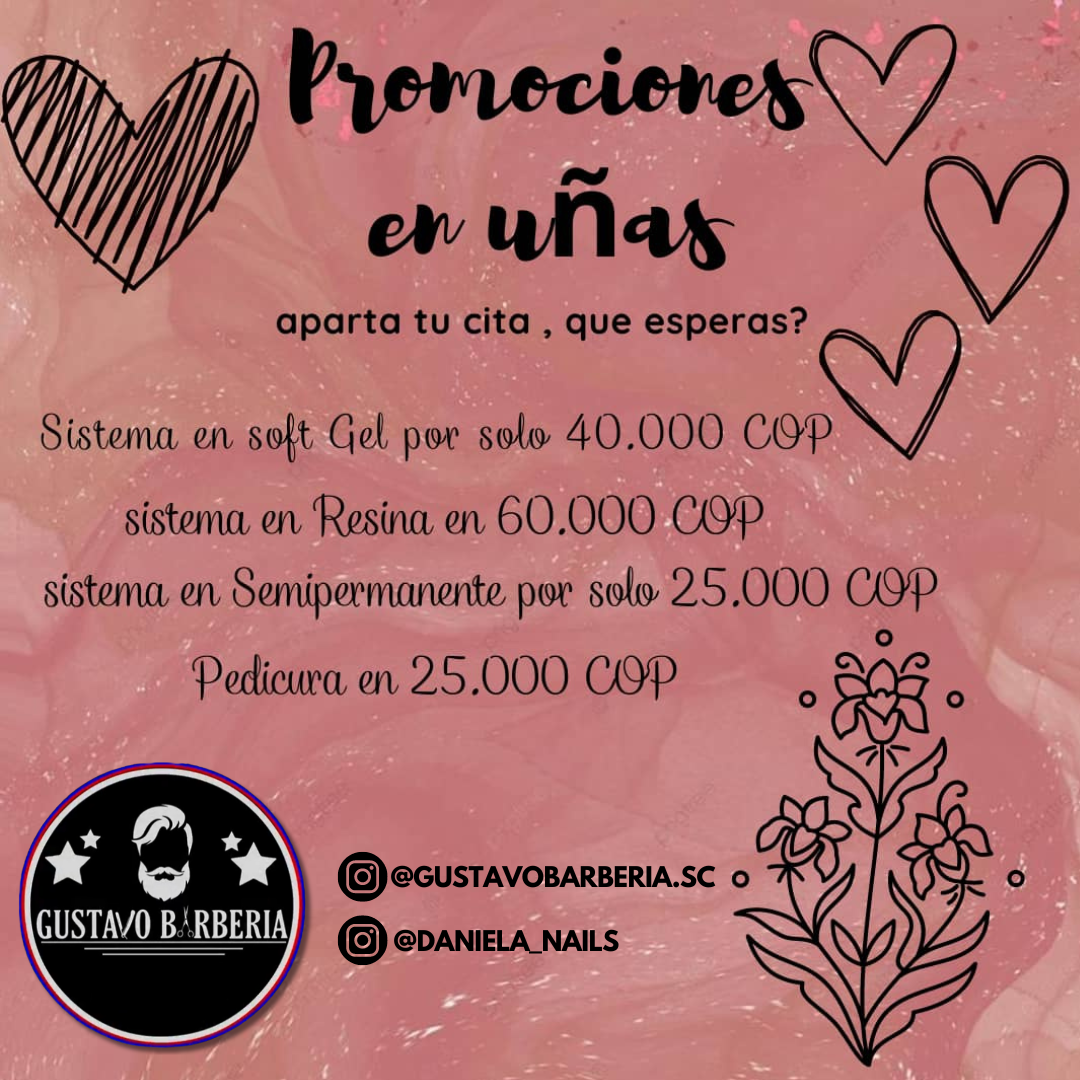 Promociones
en uñas
aparta tu cita , que esperas?
Sistema en soft Gel por solo 40.000 COP
sistema en Resina en 60.000 COP
sistema en Semipermanente por solo 25.000 COP
Pedicura en 25.000 COP
GUSTAVO BARBERIA
@GUSTAVOBARBERIA.SC
@DANIELA_NAILS